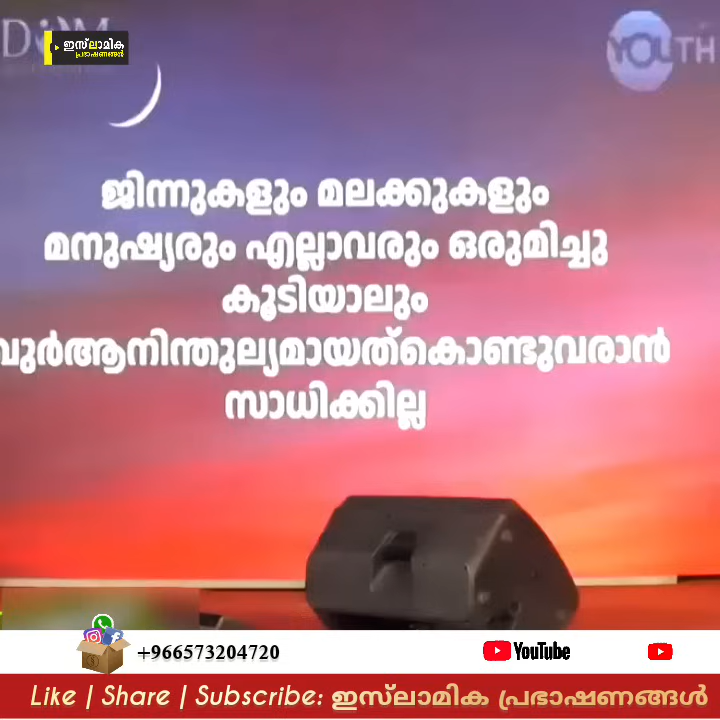 ഇസ്‌ലാമിക
പ്രഭാഷണങ്ങൾ
YOUTH
ജിന്നുകളും മലക്കുകളും
മനുഷ്യരും എല്ലാവരും ഒരുമിച്ചു
കൂടിയാലും
ഖുർആനിന്തുല്യമായത്കൊണ്ടുവരാൻ
സാധിക്കില്ല
+966573204720
YouTube
Like | Share | Subscribe: ഇസ്‌ലാമിക പ്രഭാഷണങ്ങൾ